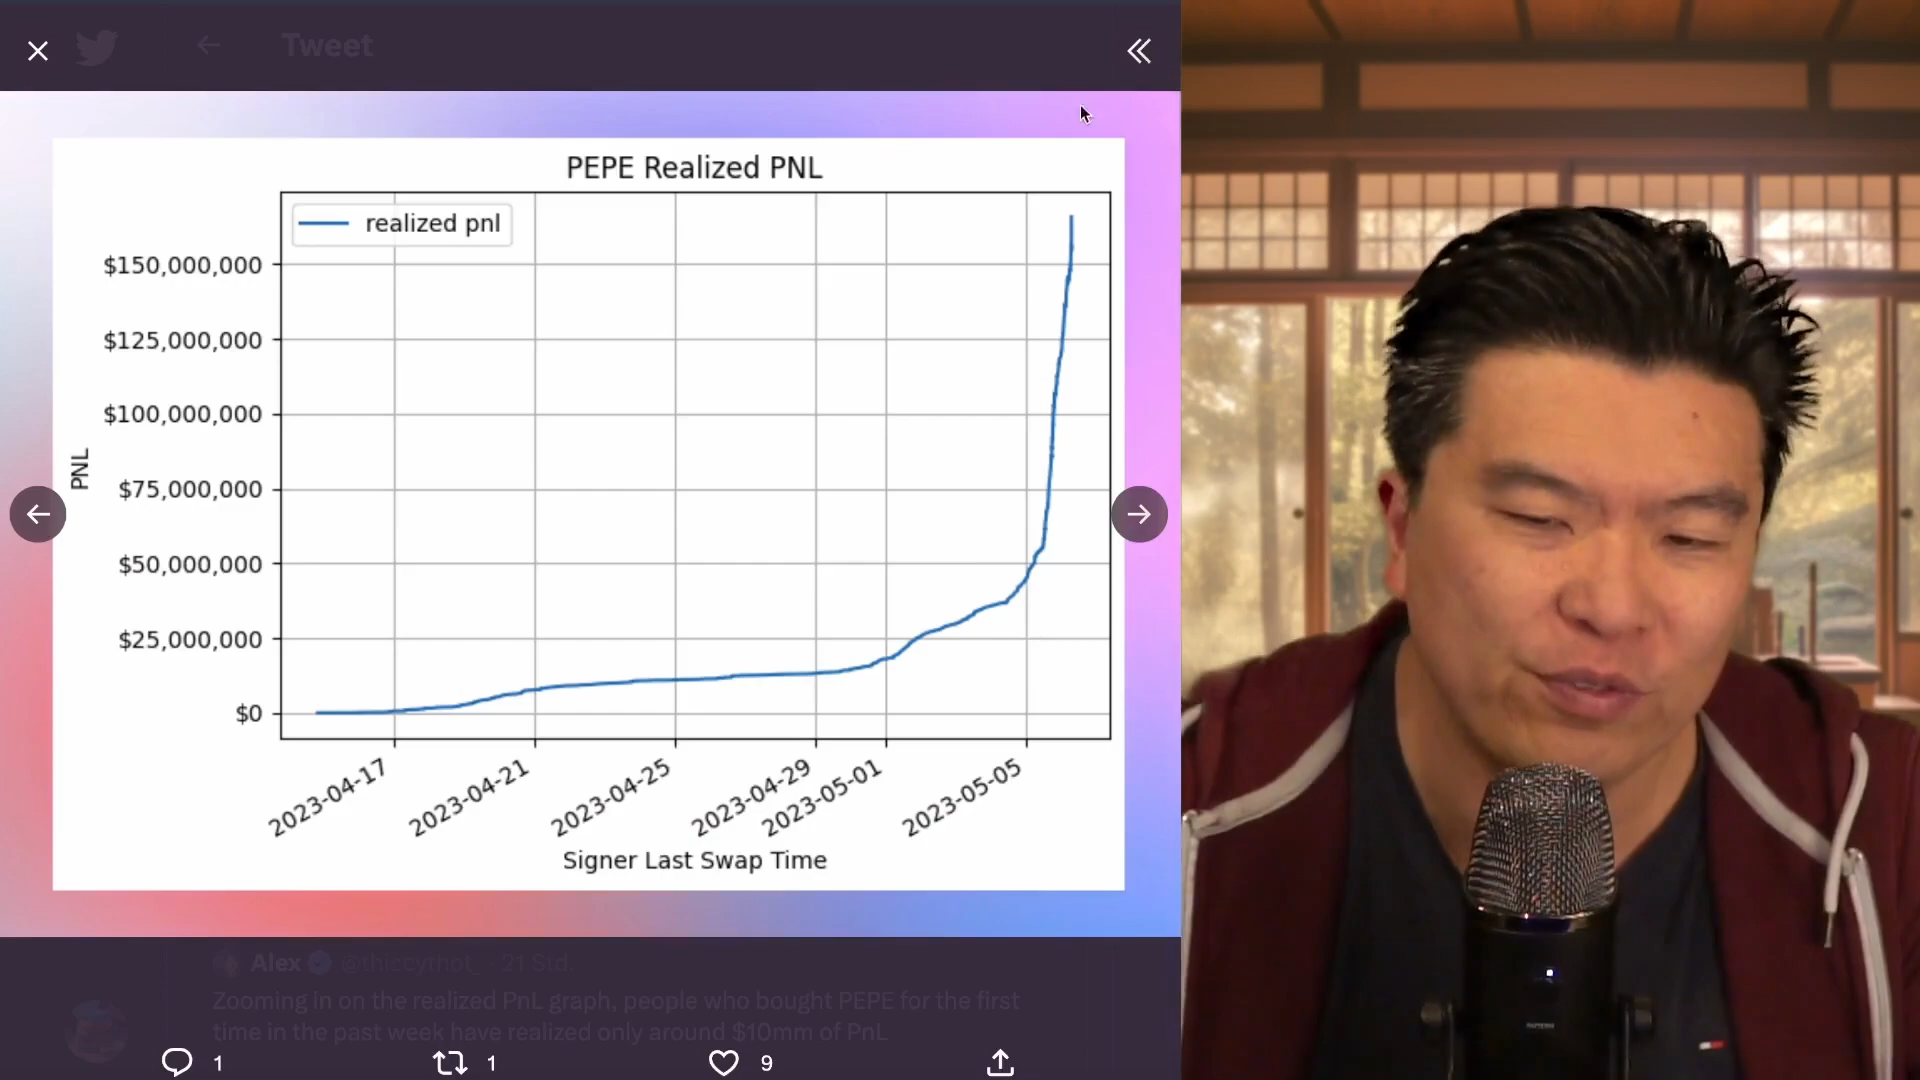 Tweet
PEPE Realized PNL
realized pnl
$150,000,000
$125,000,000
$100,000,000
$75,000,000
$50,000,000
$25,000,000
$0
PNL
2023-04-17
2023-04-21
2023-04-25
2023-04-29
2023-05-01
2023-05-05
Signer Last Swap Time
Alex @thiccythot_ · 21 Std.
Zooming in on the realized PnL graph, people who bought PEPE for the first
time in the past week have realized only around $10mm of PnL
1
1
9